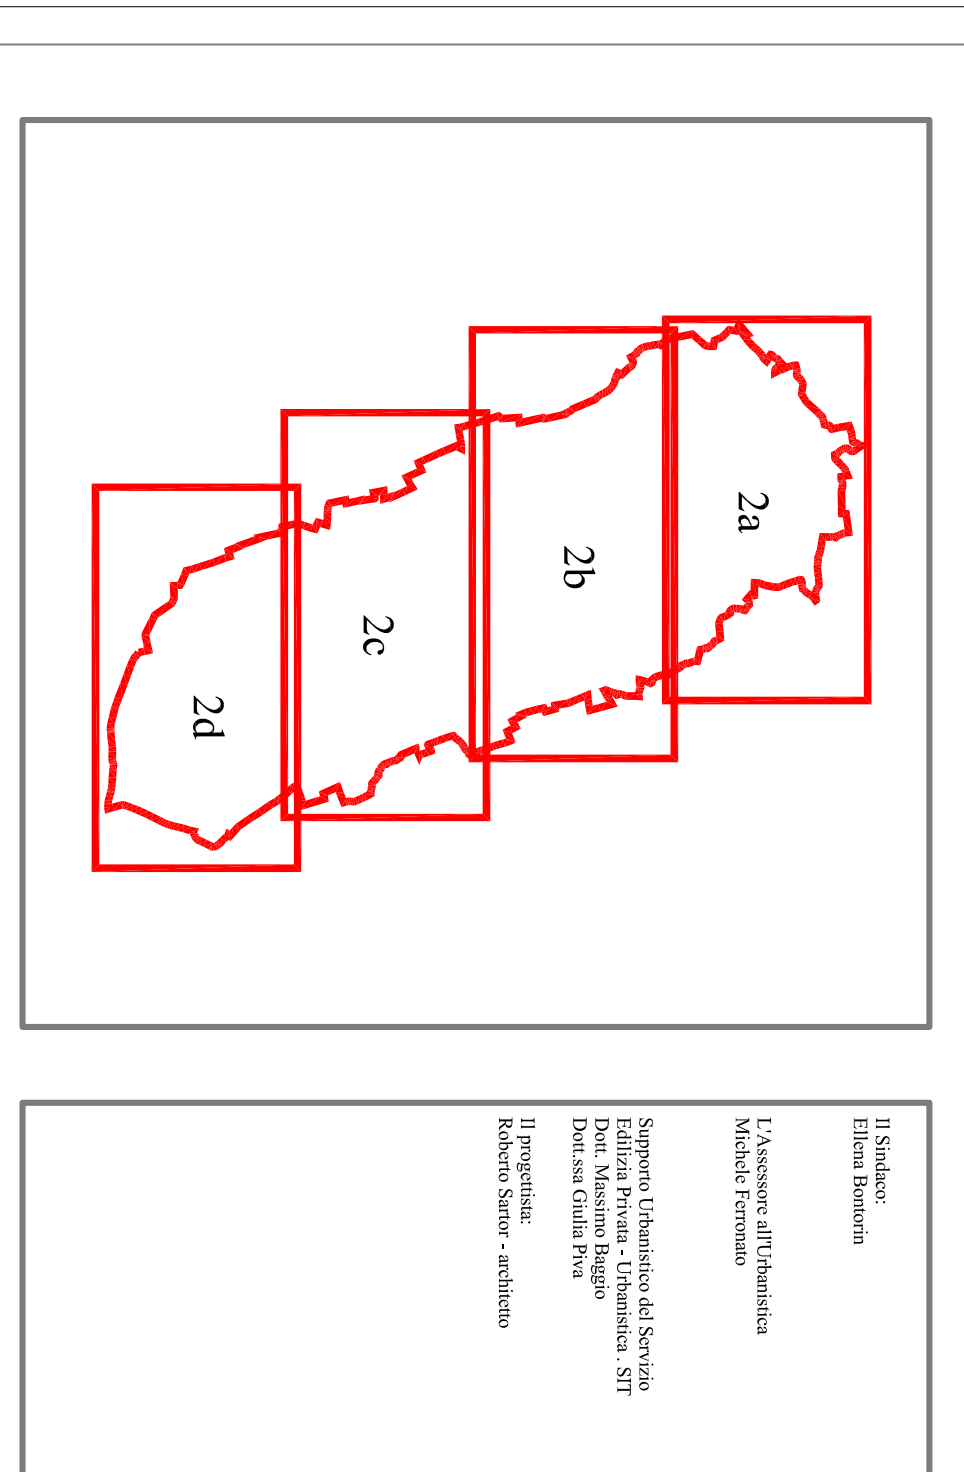 2a
2b
2c
2d
Il Sindaco:
Ellena Bontorin
L'Assessore all'Urbanistica
Michele Ferronato
Supporto Urbanistico del Servizio
Edilizia Privata - Urbanistica . SIT
Dott. Massimo Baggio
Dott.ssa Giulia Piva
Il progettista:
Roberto Sartor - architetto